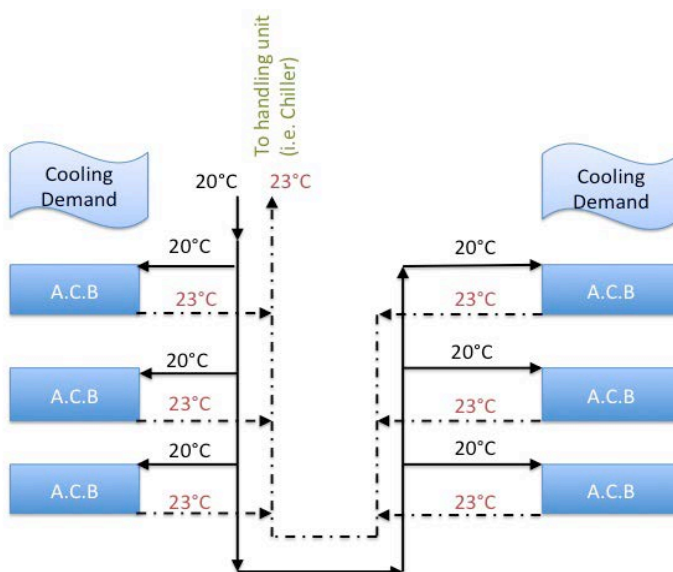 To handling unit
(i.e. Chiller)
Cooling
Demand
20°C
23°C
Cooling
Demand
20°C
A.C.B
23°C
20°C
A.C.B
23°C
20°C
A.C.B
23°C
20°C
A.C.B
23°C
20°C
A.C.B
23°C
20°C
A.C.B
23°C